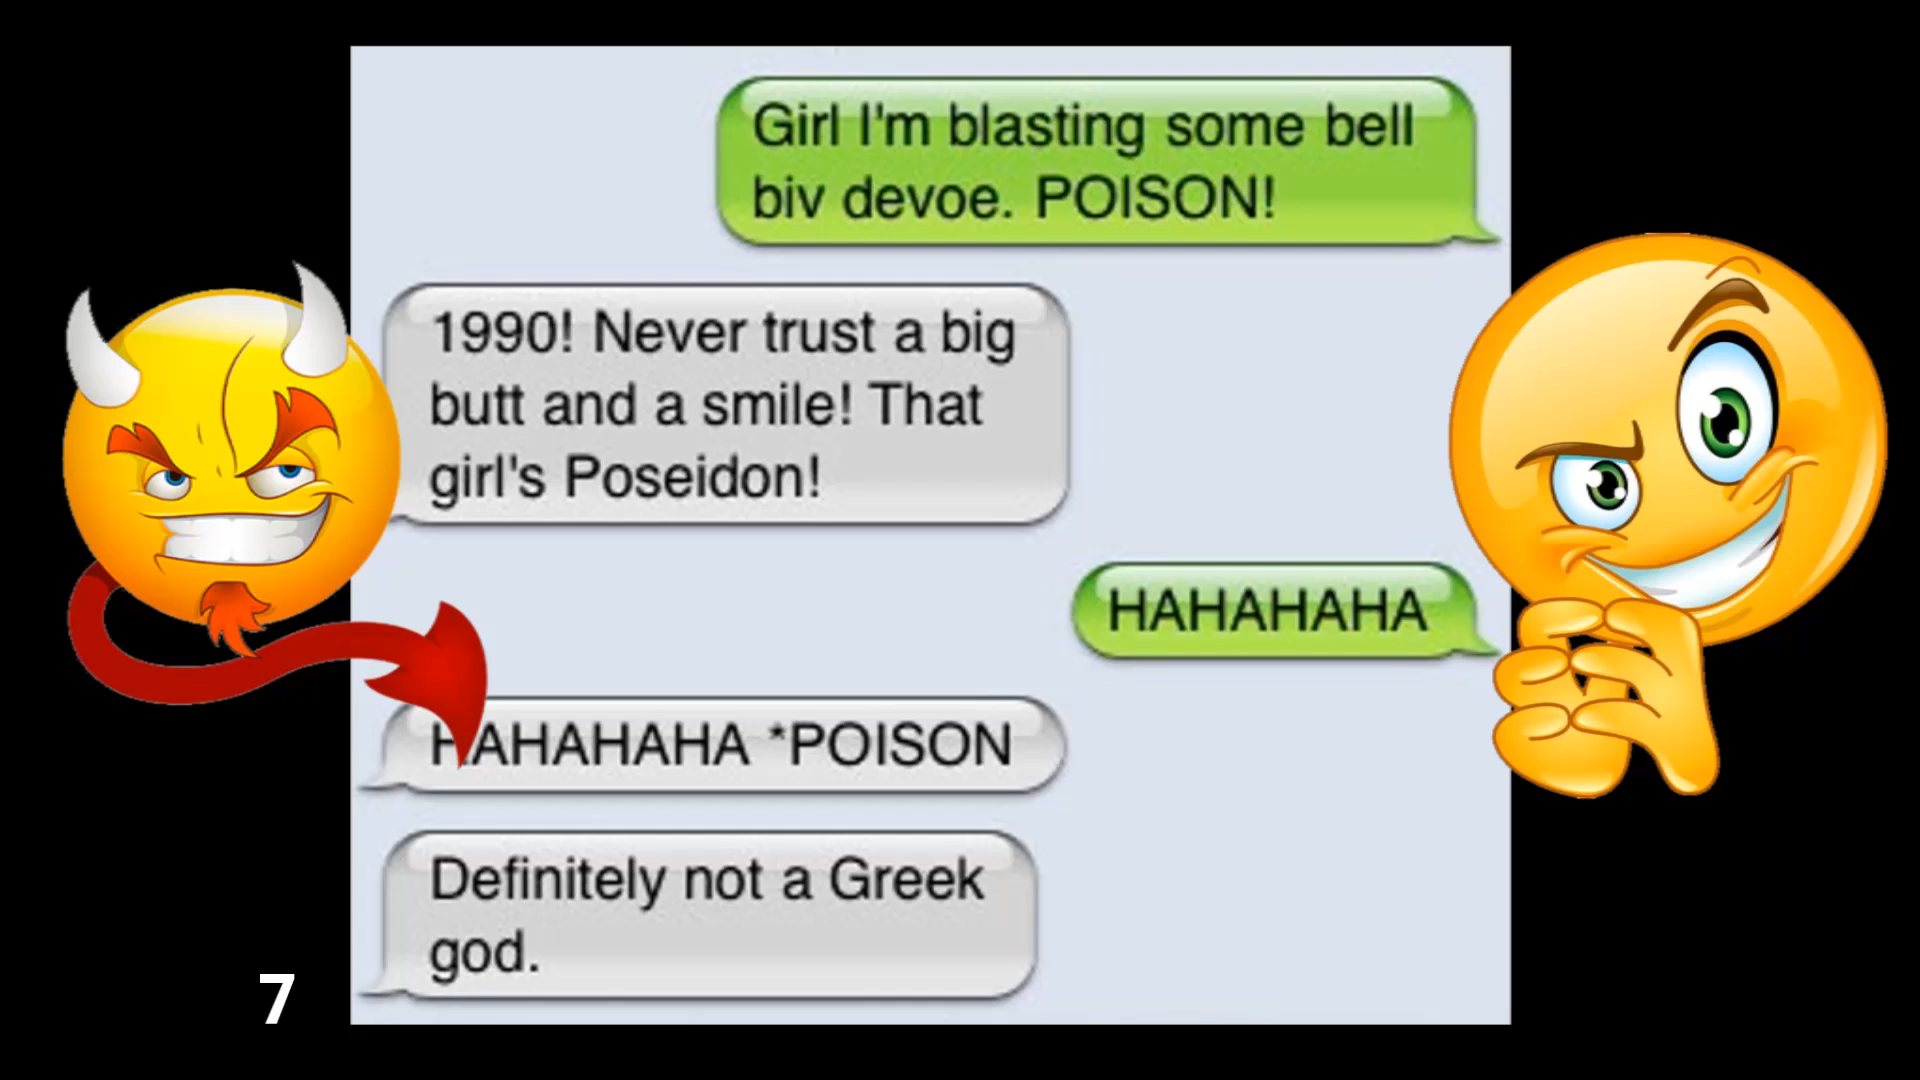 Girl I'm blasting some bell
biv devoe. POISON!
1990! Never trust a big
butt and a smile! That
girl's Poseidon!
HAHAHAHA
HAHAHAHA *POISON
Definitely not a Greek
god.
7